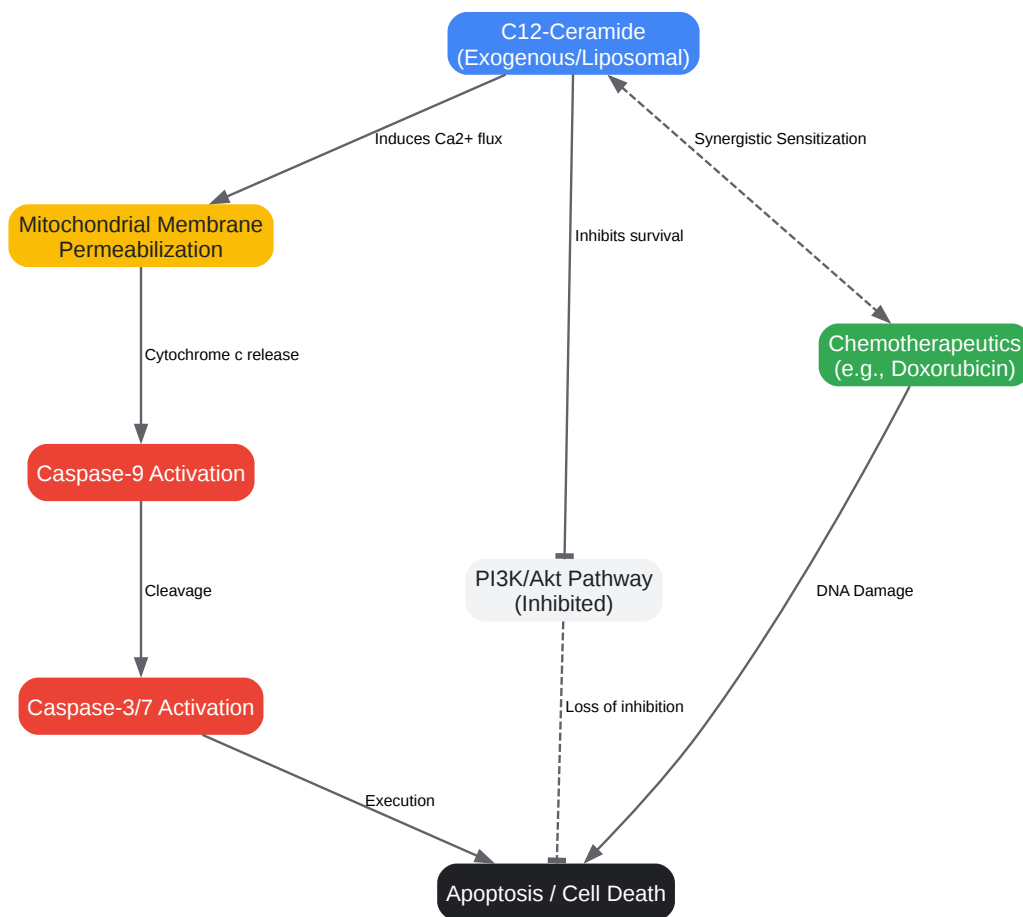 C12-Ceramide
(Exogenous/Liposomal)
Induces Ca2+ flux
Synergistic Sensitization
Mitochondrial Membrane
Permeabilization
Inhibits survival
Chemotherapeutics
(e.g., Doxorubicin)
Cytochrome c release
Caspase-9 Activation
PI3K/Akt Pathway
(Inhibited)
Cleavage
DNA Damage
Caspase-3/7 Activation
Loss of inhibition
Execution
Apoptosis / Cell Death